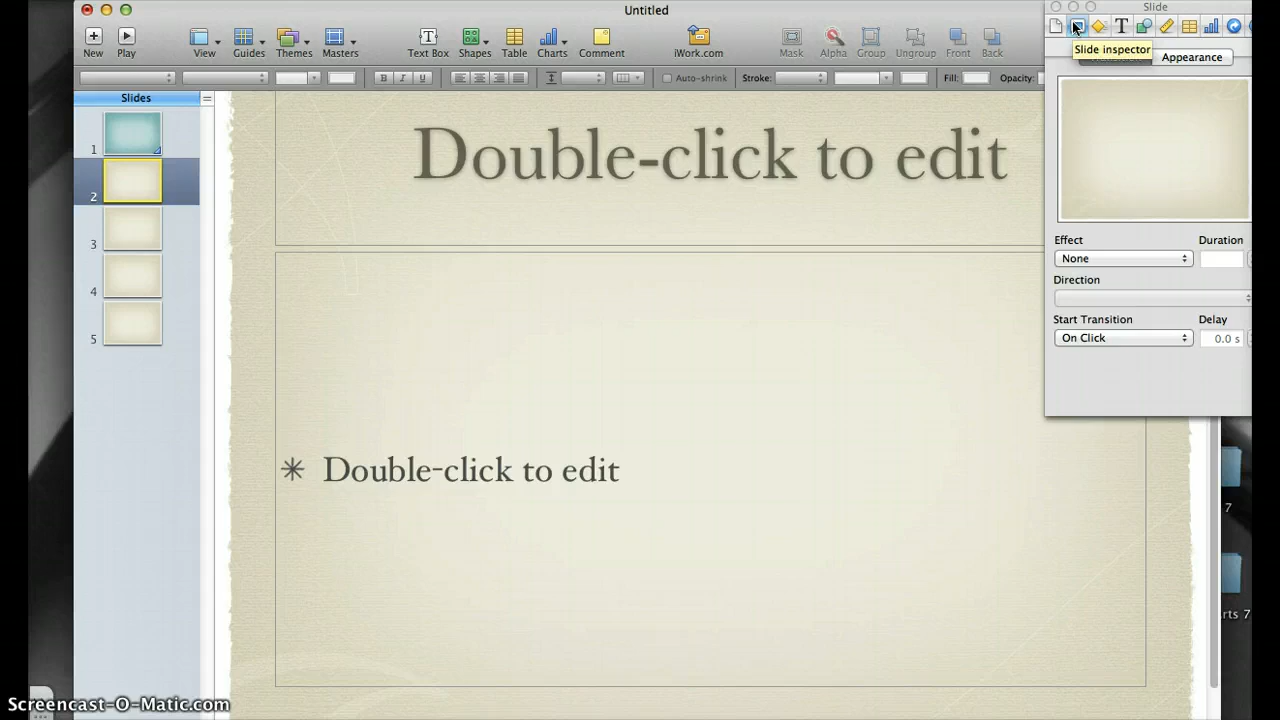 Untitled
Slide
New
Play
View
Guides
Themes
Masters
Text Box
Shapes
Table
Charts
Comment
iWork.com
Mask
Alpha
Group
Ungroup
Front
Back
Slide inspector
Appearance
B I U
Auto-shrink
Stroke:
Fill:
Opacity:
Slides
1
2
3
4
5
Double-click to edit
Double-click to edit
Effect
Duration
None
Direction
Start Transition
Delay
On Click
0.0 s
7
rts 7
Screencast-O-Matic.com